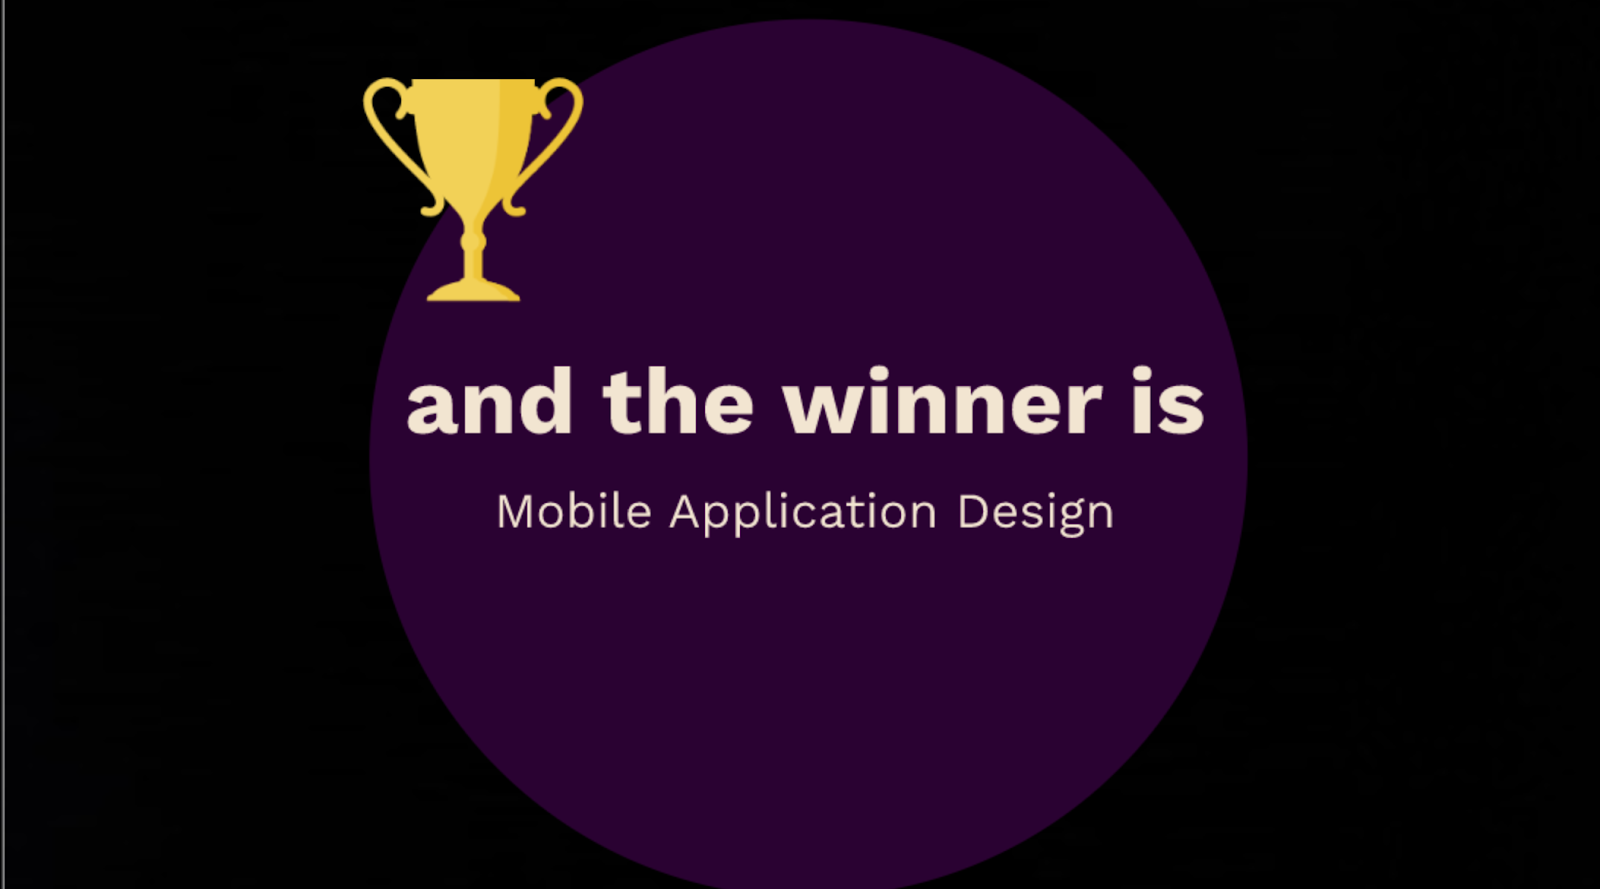 and the winner is
Mobile Application Design